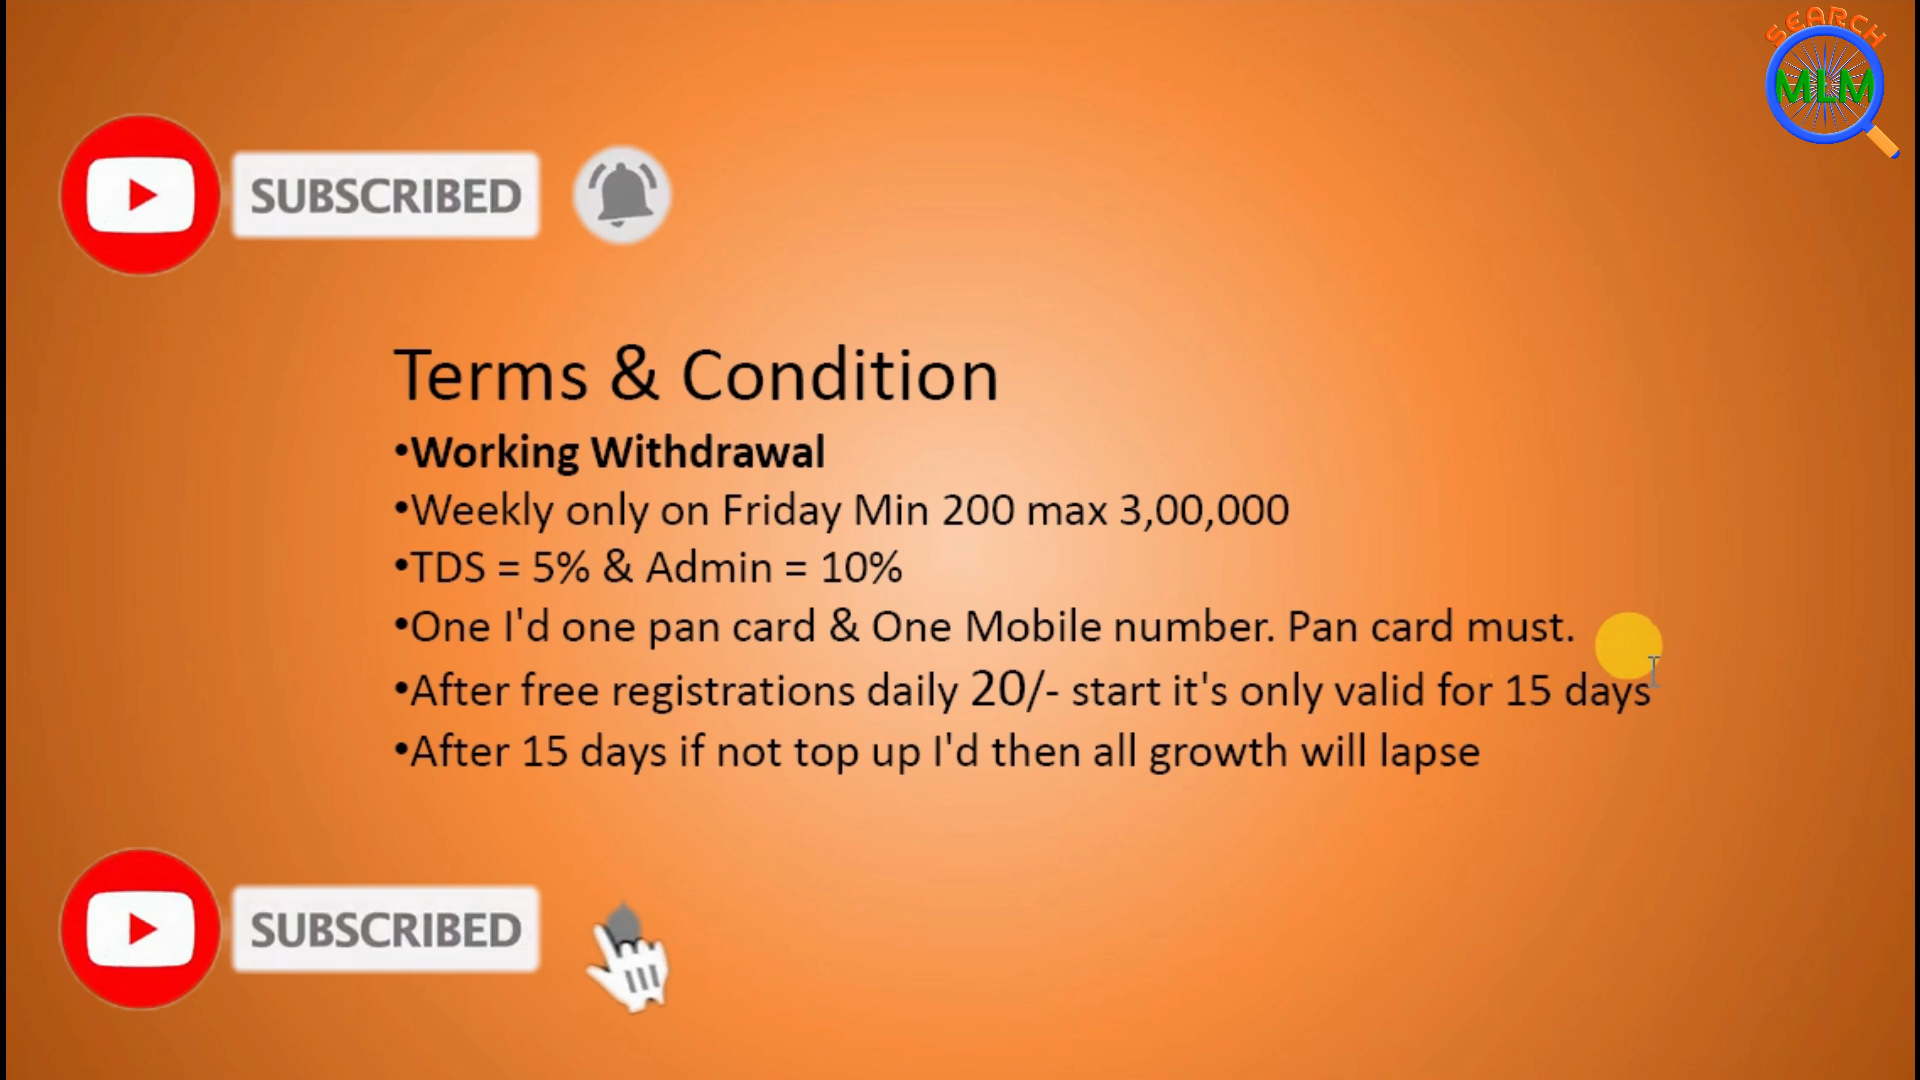 SEARCH
MLM
SUBSCRIBED
Terms & Condition
•Working Withdrawal
•Weekly only on Friday Min 200 max 3,00,000
•TDS = 5% & Admin = 10%
•One I'd one pan card & One Mobile number. Pan card must.
•After free registrations daily 20/- start it's only valid for 15 days
•After 15 days if not top up I'd then all growth will lapse
SUBSCRIBED